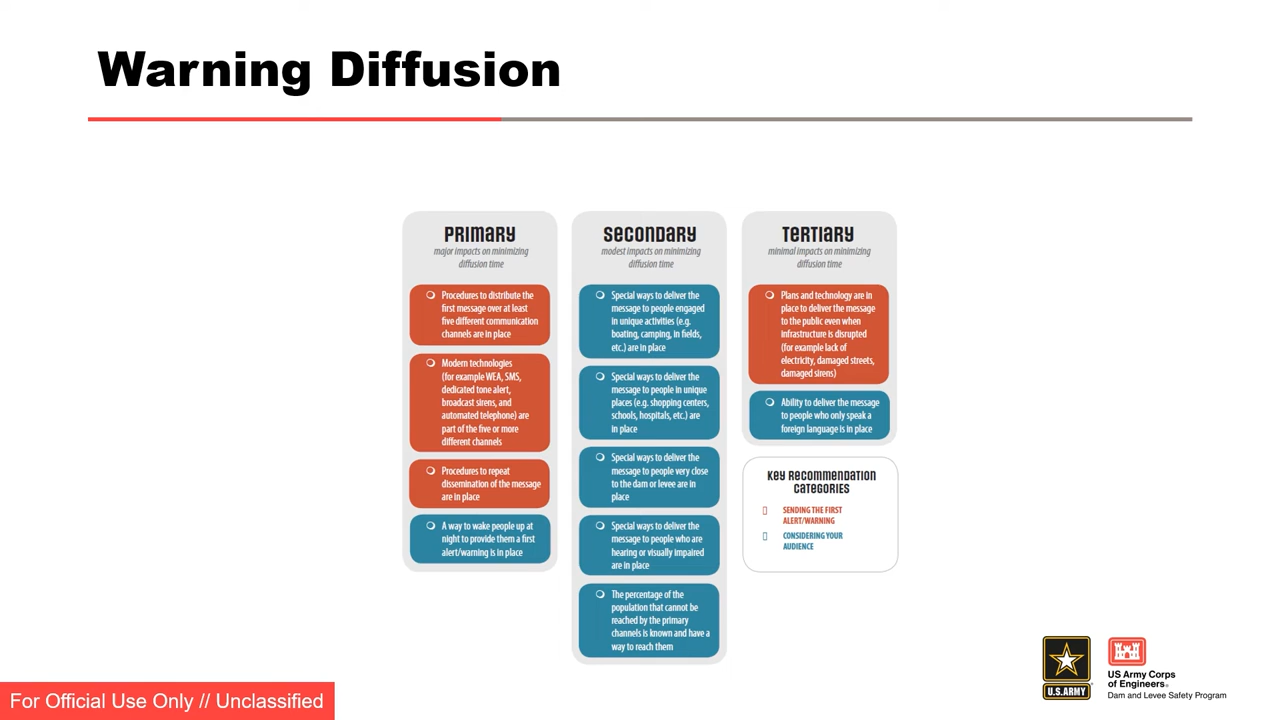 Warning Diffusion
PRIMARY
major impacts on minimizing
diffusion time
Procedures to distribute the
first message over at least
five different communication
channels are in place
Modern technologies
(for example WEA, SMS,
dedicated tone alert,
broadcast sirens, and
automated telephone) are
part of the five or more
different channels
Procedures to repeat
dissemination of the message
are in place
A way to wake people up at
night to provide them a first
alert/warning is in place
SECONDARY
modest impacts on minimizing
diffusion time
Special ways to deliver the
message to people engaged
in unique activities (e.g.
boating, camping, in fields,
etc.) are in place
Special ways to deliver the
message to people in unique
places (e.g. shopping centers,
schools, hospitals, etc.) are
in place
Special ways to deliver the
message to people very close
to the dam or levee are in
place
Special ways to deliver the
message to people who are
hearing or visually impaired
are in place
The percentage of the
population that cannot be
reached by the primary
channels is known and have a
way to reach them
TERTIARY
minimal impacts on minimizing
diffusion time
Plans and technology are in
place to deliver the message
to the public even when
infrastructure is disrupted
(for example lack of
electricity, damaged streets,
damaged sirens)
Ability to deliver the message
to people who only speak a
foreign language is in place
KEY RECOMMENDATION
CATEGORIES
SENDING THE FIRST
ALERT/WARNING
CONSIDERING YOUR
AUDIENCE
U.S.ARMY
US Army Corps
of Engineers®
Dam and Levee Safety Program
For Official Use Only // Unclassified